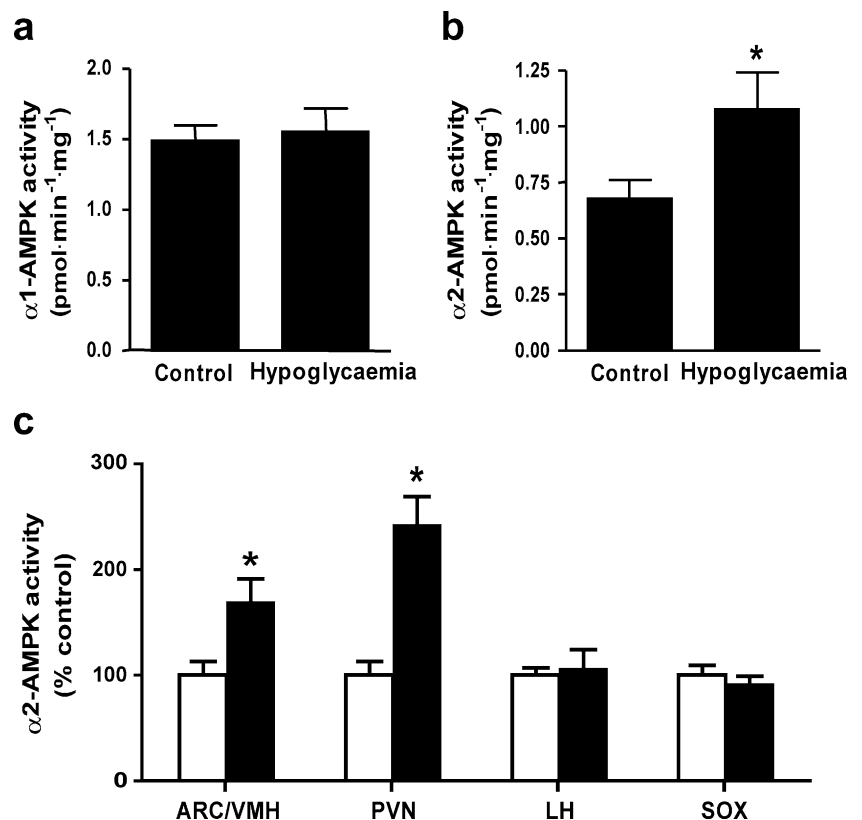 a
α1-AMPK activity
(pmol·min⁻¹·mg⁻¹)
2.0
1.5
1.0
0.5
0.0
Control
Hypoglycaemia
b
α2-AMPK activity
(pmol·min⁻¹·mg⁻¹)
1.25
1.00
0.75
0.50
0.25
0.00
*
Control
Hypoglycaemia
c
α2-AMPK activity
(% control)
300
200
100
0
*
*
ARC/VMH
PVN
LH
SOX